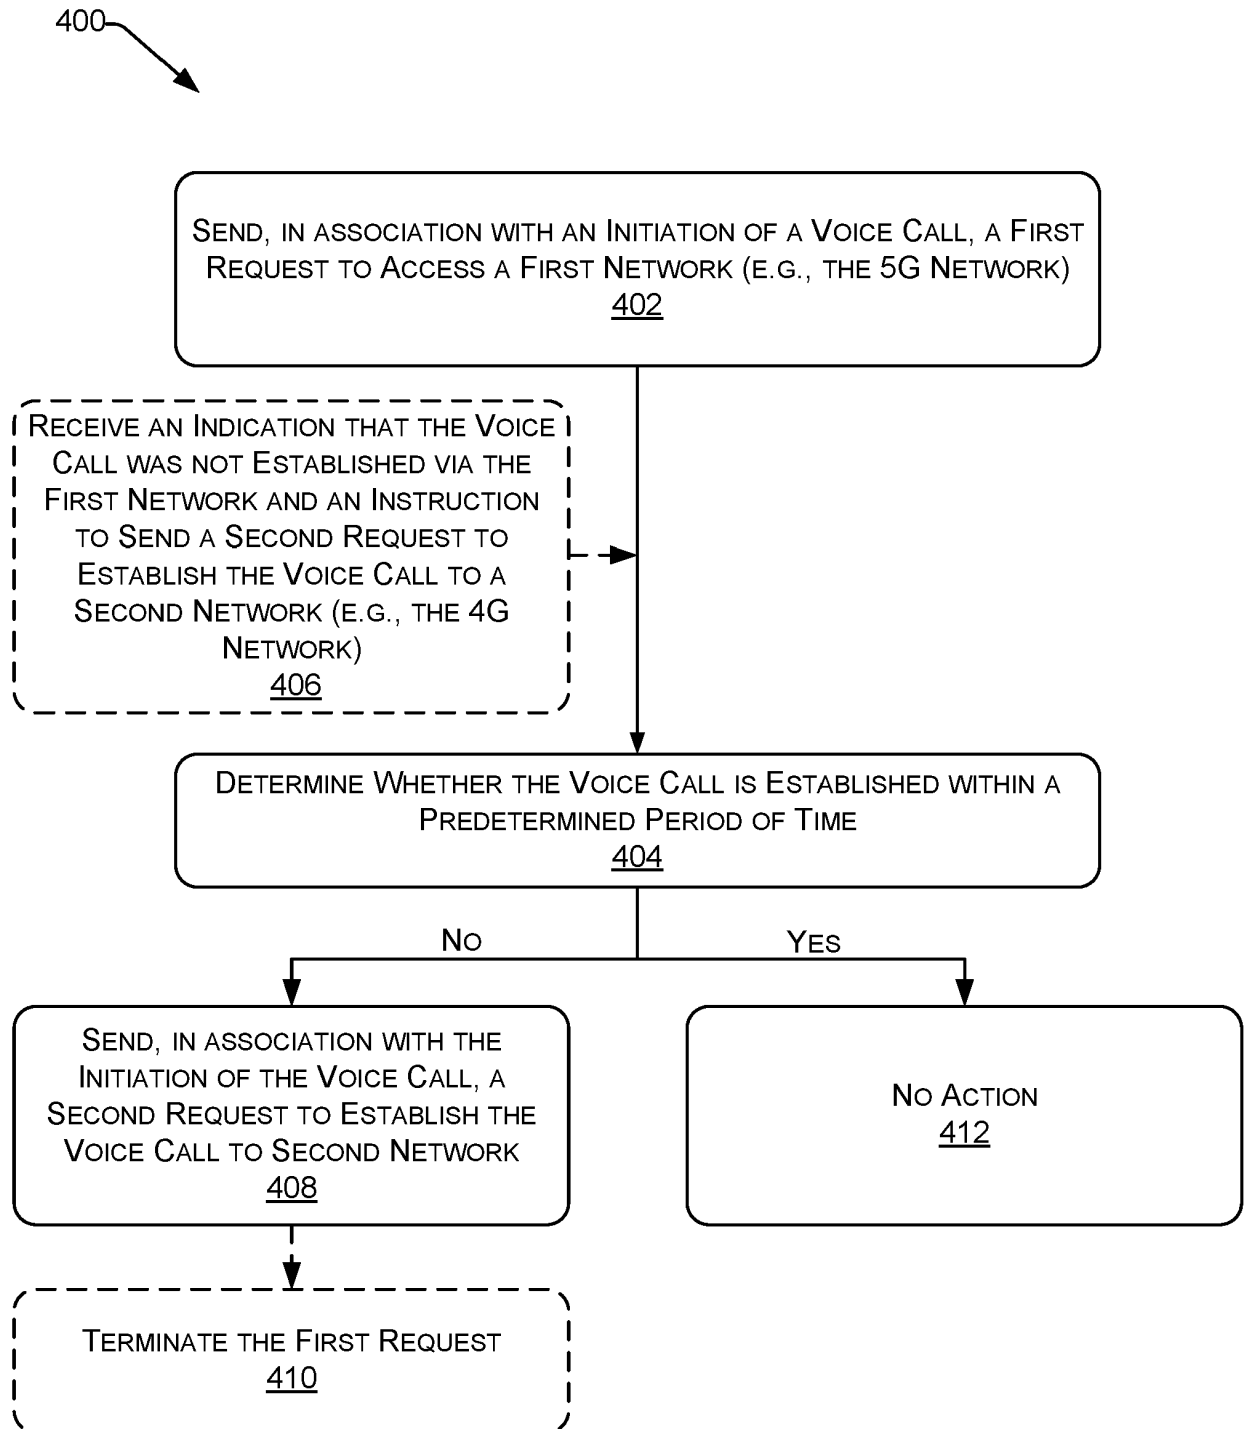 400
SEND, IN ASSOCIATION WITH AN INITIATION OF A VOICE CALL, A FIRST
REQUEST TO ACCESS A FIRST NETWORK (E.G., THE 5G NETWORK)
402
RECEIVE AN INDICATION THAT THE VOICE
CALL WAS NOT ESTABLISHED VIA THE
FIRST NETWORK AND AN INSTRUCTION
TO SEND A SECOND REQUEST TO
ESTABLISH THE VOICE CALL TO A
SECOND NETWORK (E.G., THE 4G
NETWORK)
406
DETERMINE WHETHER THE VOICE CALL IS ESTABLISHED WITHIN A
PREDETERMINED PERIOD OF TIME
404
NO
YES
SEND, IN ASSOCIATION WITH THE
INITIATION OF THE VOICE CALL, A
SECOND REQUEST TO ESTABLISH THE
VOICE CALL TO SECOND NETWORK
408
NO ACTION
412
TERMINATE THE FIRST REQUEST
410